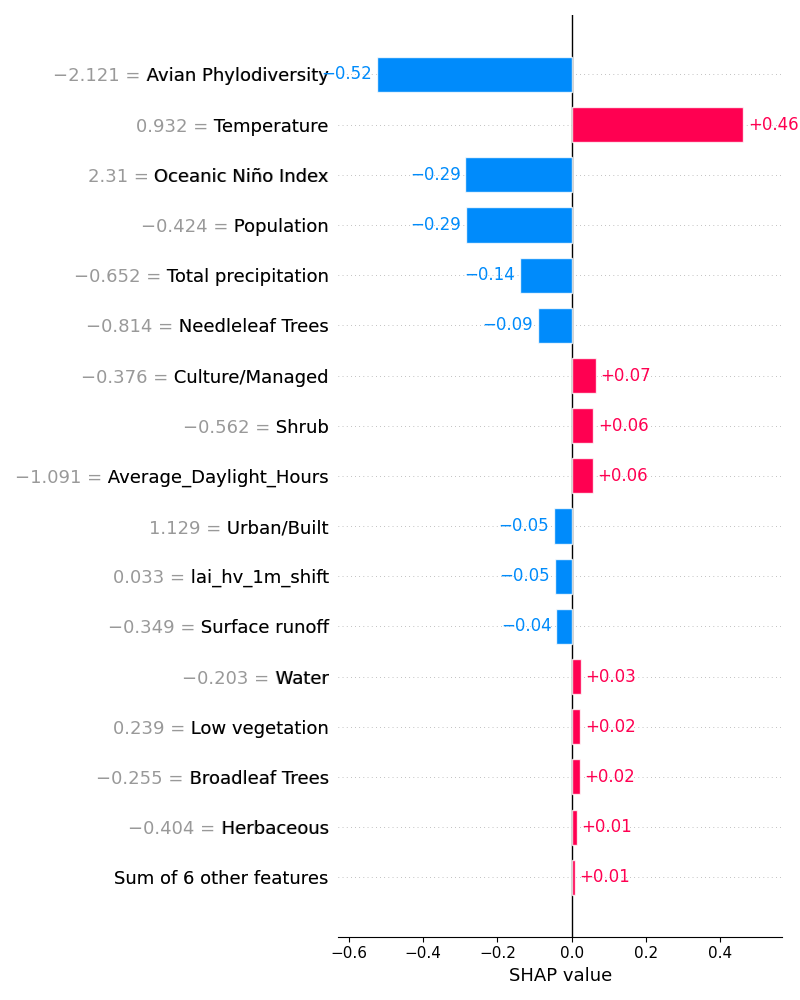 −2.121 = Avian Phylodiversity −0.52
0.932 = Temperature +0.46
2.31 = Oceanic Niño Index −0.29
−0.424 = Population −0.29
−0.652 = Total precipitation −0.14
−0.814 = Needleleaf Trees −0.09
−0.376 = Culture/Managed +0.07
−0.562 = Shrub +0.06
−1.091 = Average_Daylight_Hours +0.06
1.129 = Urban/Built −0.05
0.033 = lai_hv_1m_shift −0.05
−0.349 = Surface runoff −0.04
−0.203 = Water +0.03
0.239 = Low vegetation +0.02
−0.255 = Broadleaf Trees +0.02
−0.404 = Herbaceous +0.01
Sum of 6 other features +0.01
−0.6 −0.4 −0.2 0.0 0.2 0.4
SHAP value